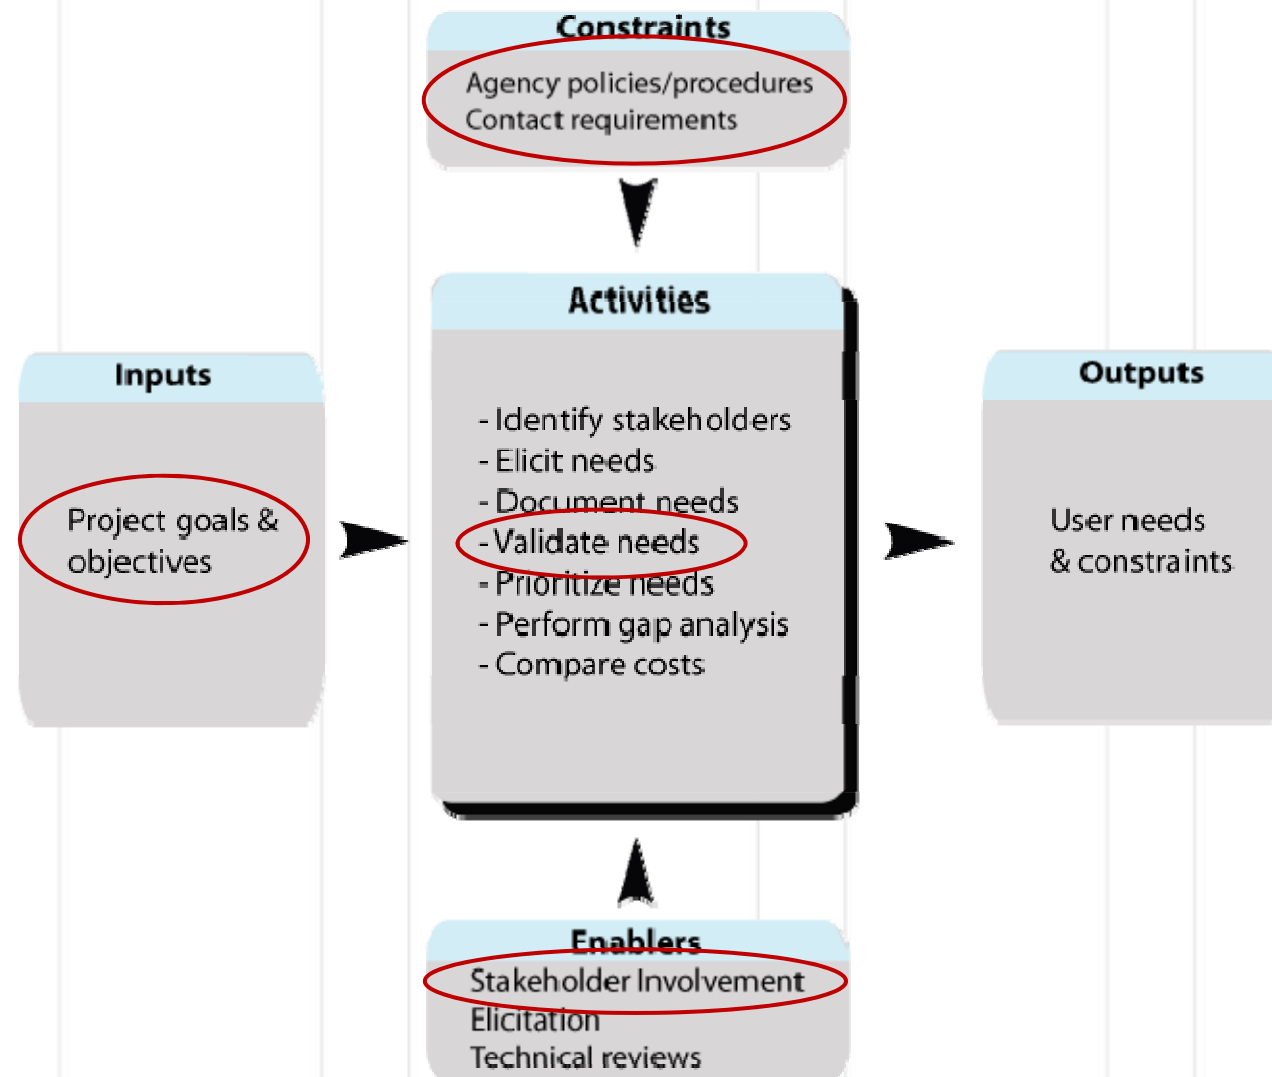 Constraints
Agency policies/procedures
Contact requirements
Activities
- Identify stakeholders
- Elicit needs
- Document needs
- Validate needs
- Prioritize needs
- Perform gap analysis
- Compare costs
Inputs
Project goals &
objectives
Outputs
User needs
& constraints
Enablers
Stakeholder Involvement
Elicitation
Technical reviews